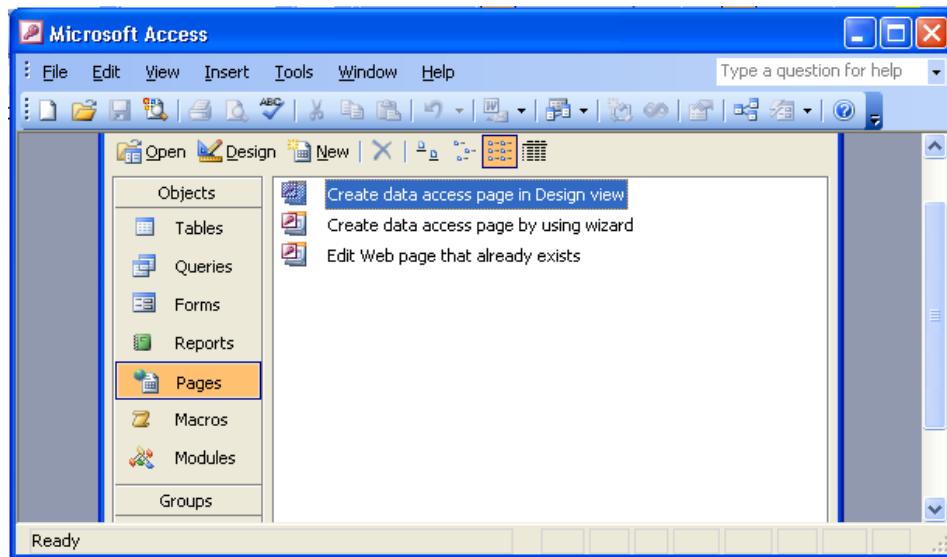 Microsoft Access
File Edit View Insert Tools Window Help Type a question for help
ABC W
Open Design New
Objects
Tables
Queries
Forms
Reports
Pages
Macros
Modules
Groups
Create data access page in Design view
Create data access page by using wizard
Edit Web page that already exists
Ready